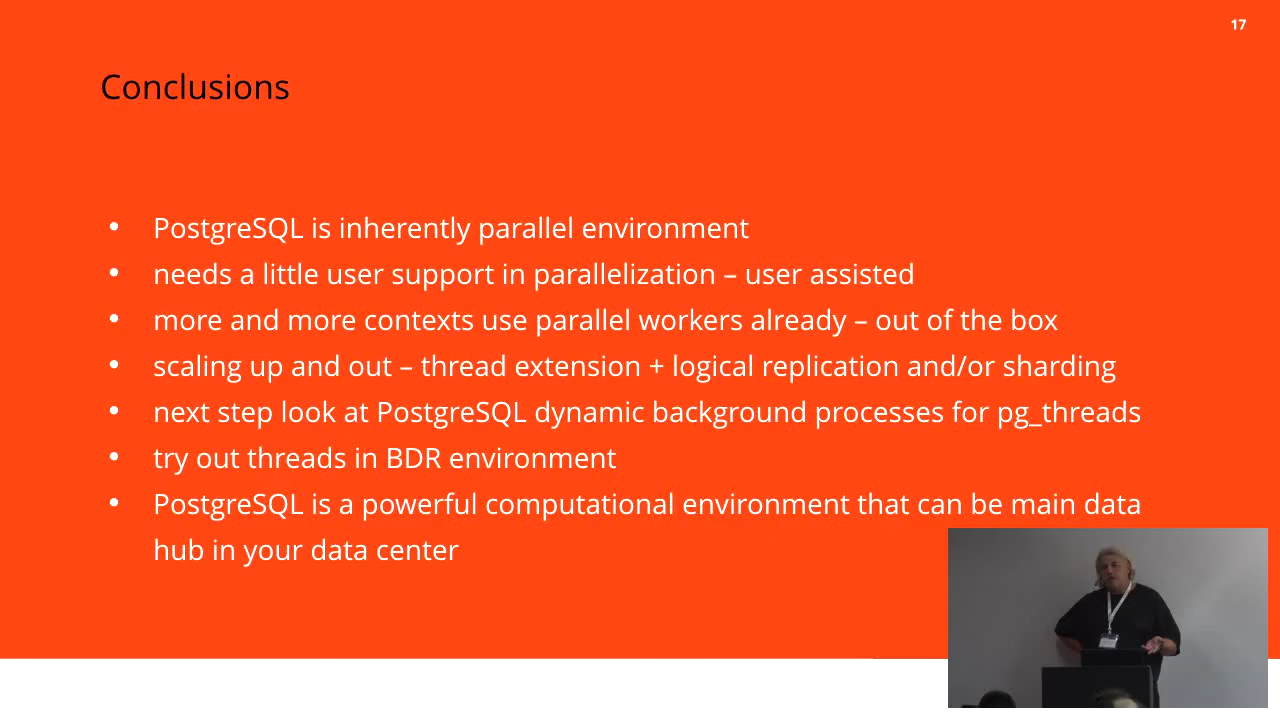 17
Conclusions
• PostgreSQL is inherently parallel environment
• needs a little user support in parallelization – user assisted
• more and more contexts use parallel workers already – out of the box
• scaling up and out – thread extension + logical replication and/or sharding
• next step look at PostgreSQL dynamic background processes for pg_threads
• try out threads in BDR environment
• PostgreSQL is a powerful computational environment that can be main data
hub in your data center